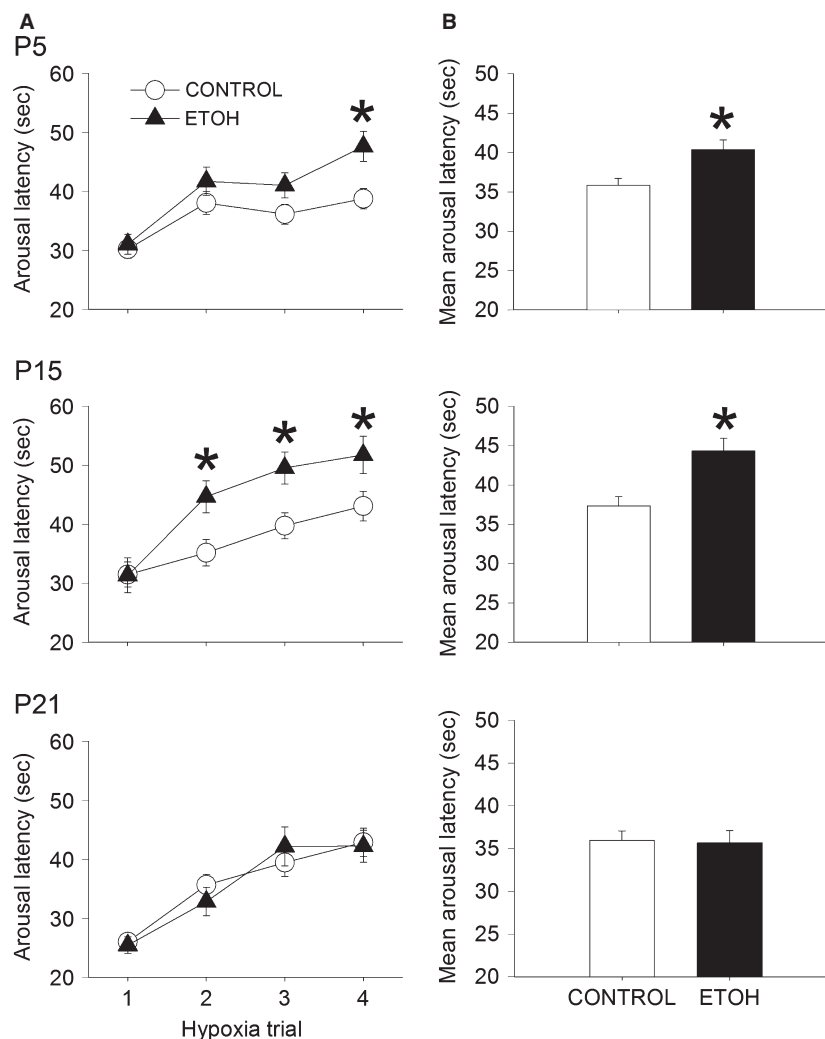 A
P5
Arousal latency (sec)
60
50
40
30
20
CONTROL
ETOH
*
B
Mean arousal latency (sec)
50
45
40
35
30
25
20
*
P15
Arousal latency (sec)
60
50
40
30
20
* * *
Mean arousal latency (sec)
50
45
40
35
30
25
20
*
P21
Arousal latency (sec)
60
50
40
30
20
1 2 3 4
Hypoxia trial
Mean arousal latency (sec)
50
45
40
35
30
25
20
CONTROL ETOH